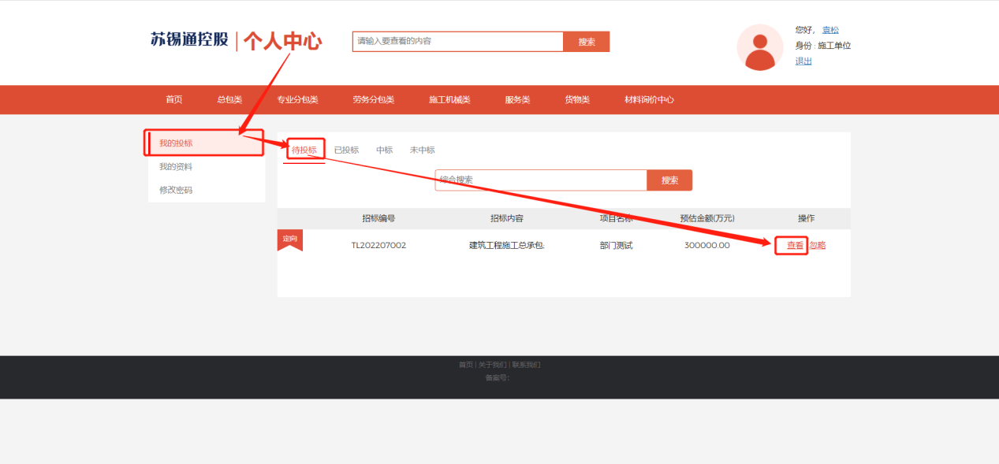 苏锡通控股 | 个人中心
请输入要查看的内容 搜索
您好， 袁松
身份 : 施工单位
退出
首页 总包类 专业分包类 劳务分包类 施工机械类 服务类 货物类 材料询价中心
我的投标
我的资料
修改密码
待投标 已投标 中标 未中标
综合搜索 搜索
招标编号 招标内容 项目名称 预估金额(万元) 操作
定向 TL202207002 建筑工程施工总承包; 部门测试 300000.00 查看 忽略
首页 | 关于我们 | 联系我们
备案号: